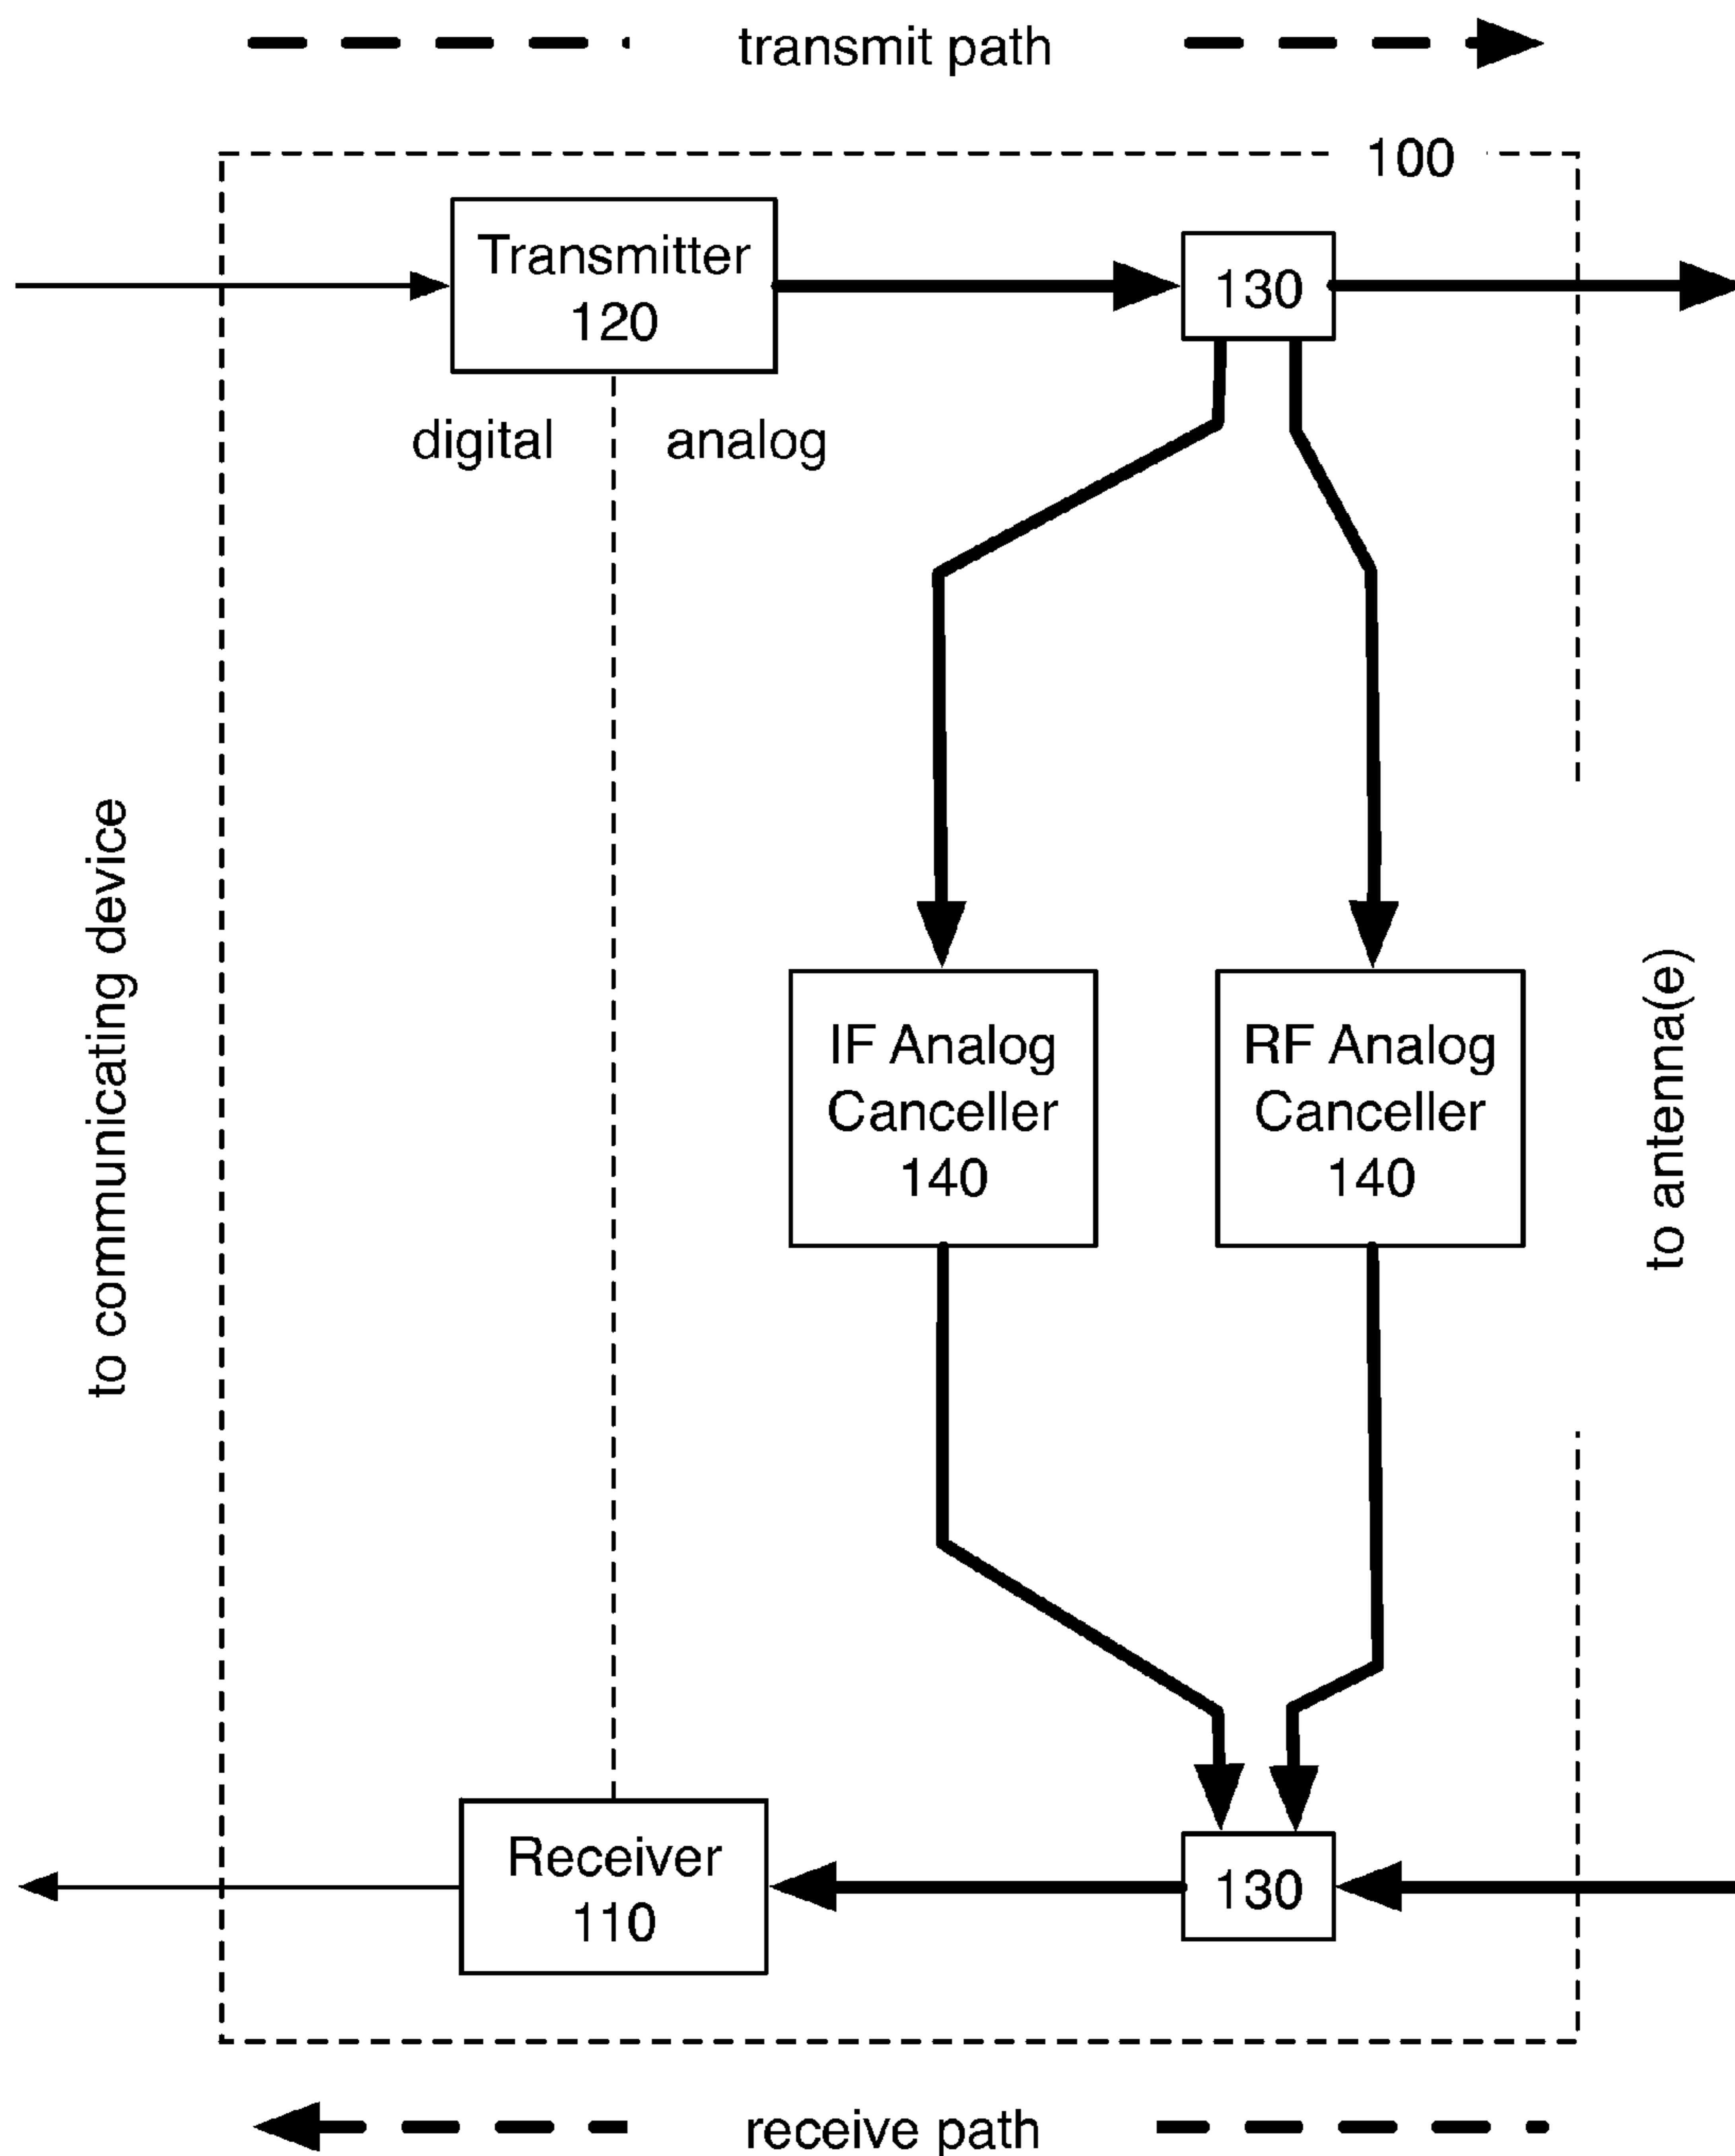 transmit path
100
Transmitter
120
130
digital
analog
to communicating device
IF Analog
Canceller
140
RF Analog
Canceller
140
to antenna(e)
Receiver
110
130
receive path